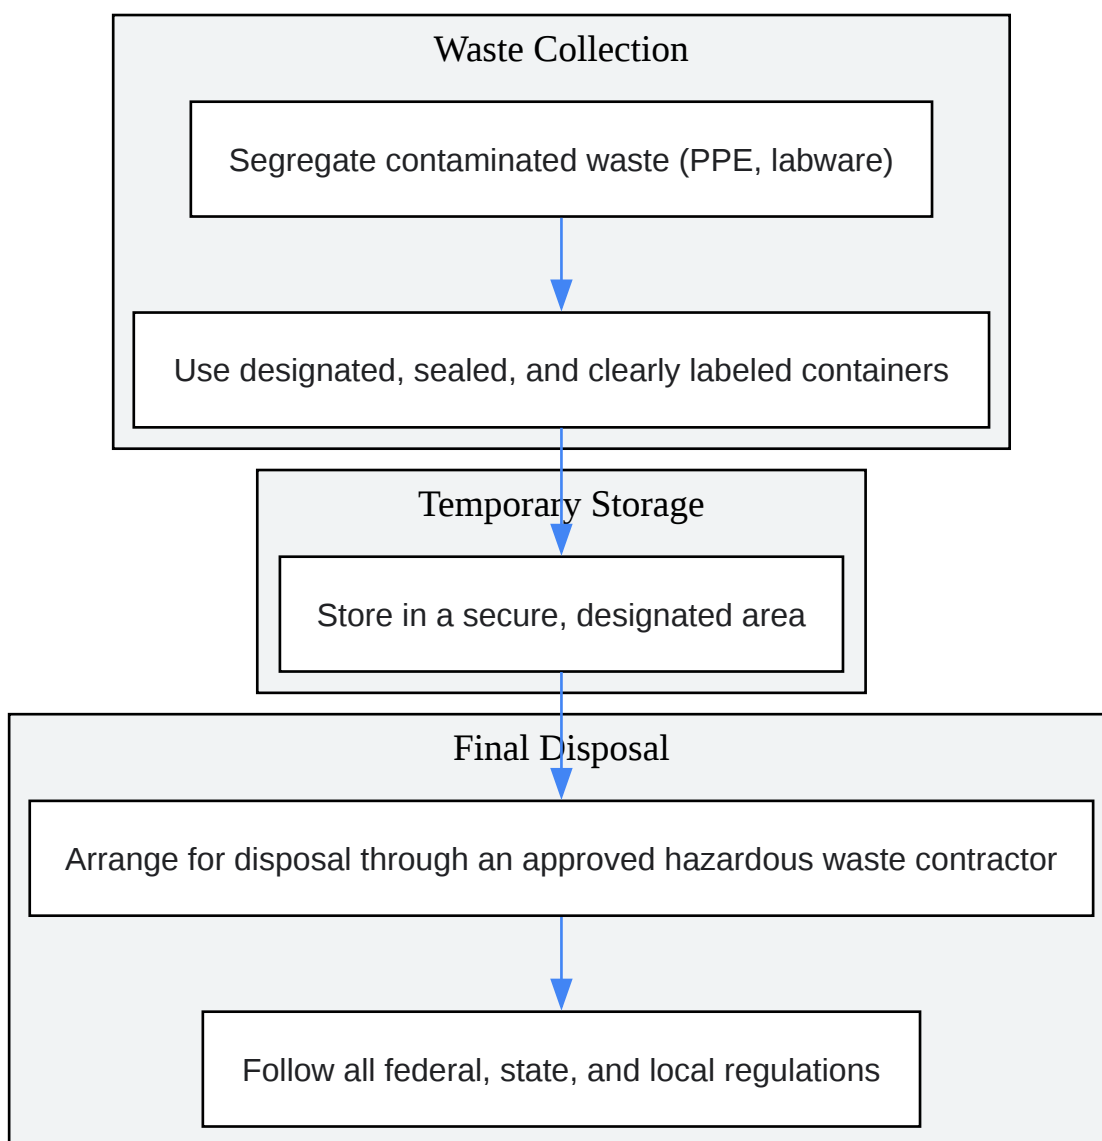 Waste Collection
Segregate contaminated waste (PPE, labware)
Use designated, sealed, and clearly labeled containers
Temporary Storage
Store in a secure, designated area
Final Disposal
Arrange for disposal through an approved hazardous waste contractor
Follow all federal, state, and local regulations